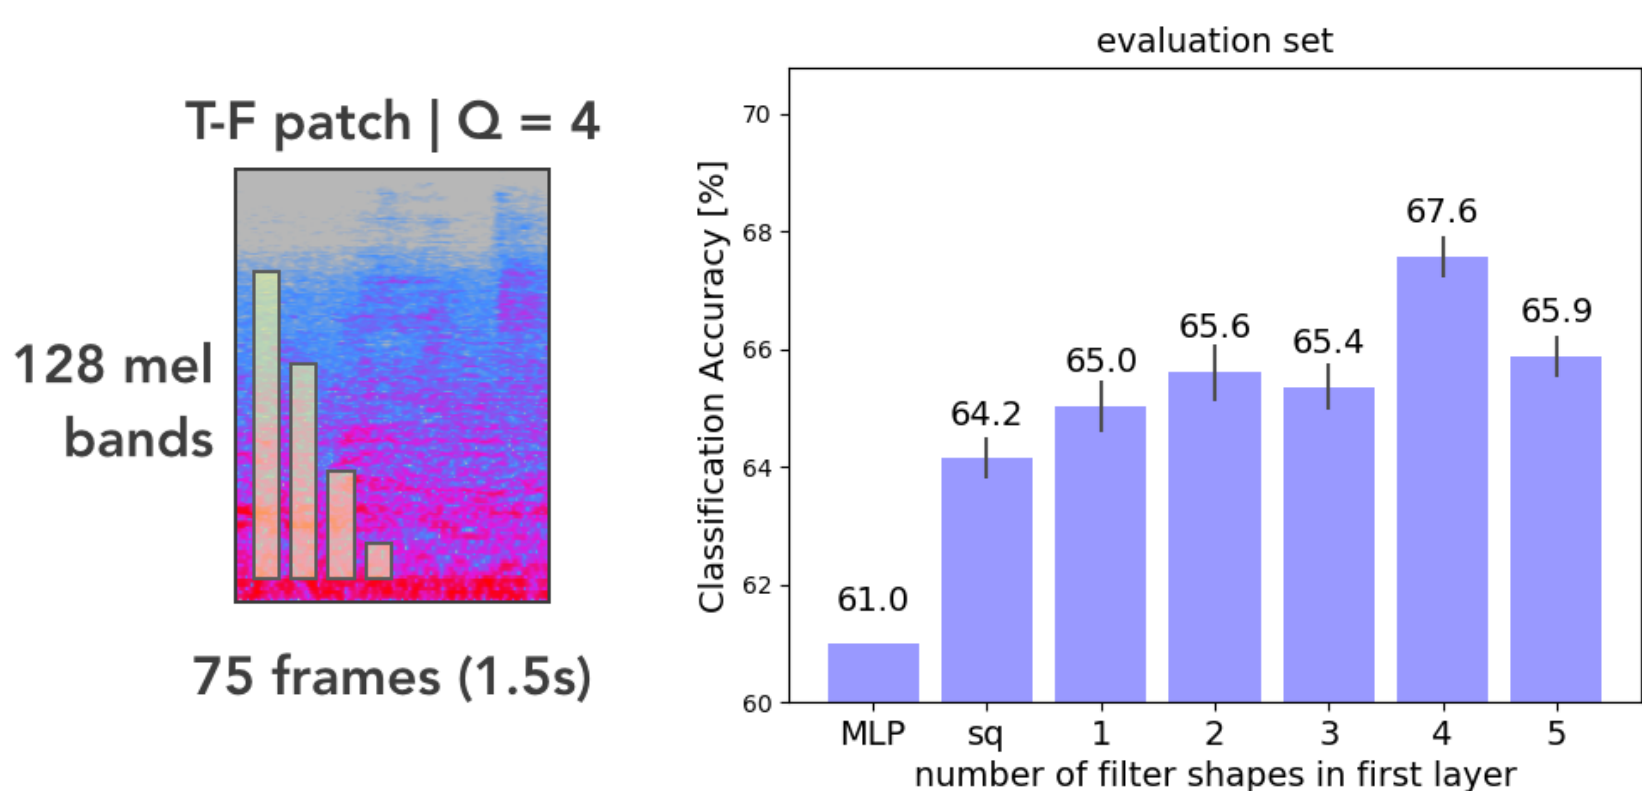 T-F patch | Q = 4
128 mel
bands
75 frames (1.5s)
evaluation set
Classification Accuracy [%]
70
68
66
64
62
60
61.0
64.2
65.0
65.6
65.4
67.6
65.9
MLP sq 1 2 3 4 5
number of filter shapes in first layer